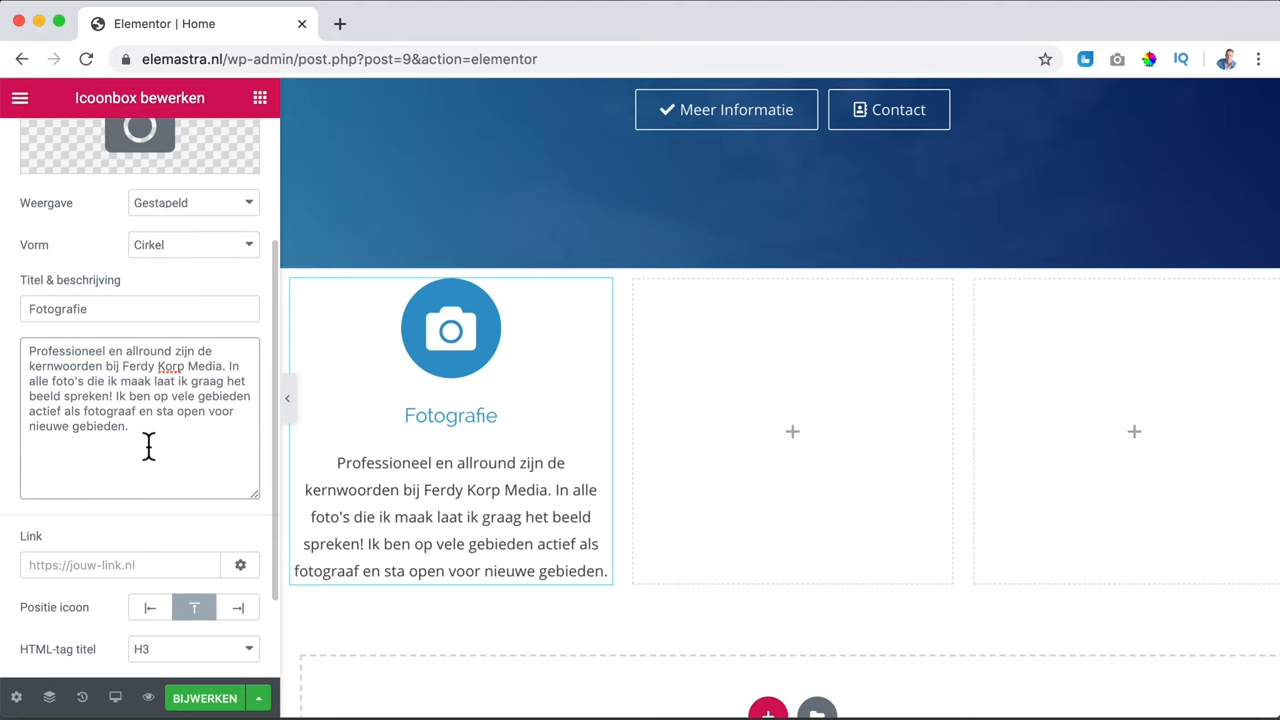 Elementor | Home
elemastra.nl/wp-admin/post.php?post=9&action=elementor
IQ
Icoonbox bewerken
Weergave
Gestapeld
Vorm
Cirkel
Titel & beschrijving
Fotografie
Professioneel en allround zijn de
kernwoorden bij Ferdy Korp Media. In
alle foto's die ik maak laat ik graag het
beeld spreken! Ik ben op vele gebieden
actief als fotograaf en sta open voor
nieuwe gebieden.
Link
https://jouw-link.nl
Positie icoon
HTML-tag titel
H3
BIJWERKEN
Meer Informatie
Contact
Fotografie
Professioneel en allround zijn de
kernwoorden bij Ferdy Korp Media. In alle
foto's die ik maak laat ik graag het beeld
spreken! Ik ben op vele gebieden actief als
fotograaf en sta open voor nieuwe gebieden.